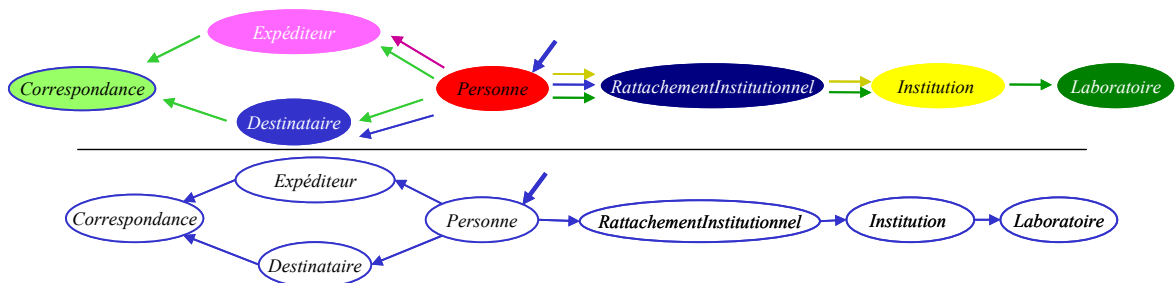 Expéditeur
Correspondance
Personne
RattachementInstitutionnel
Institution
Laboratoire
Destinataire
Expéditeur
Correspondance
Personne
RattachementInstitutionnel
Institution
Laboratoire
Destinataire